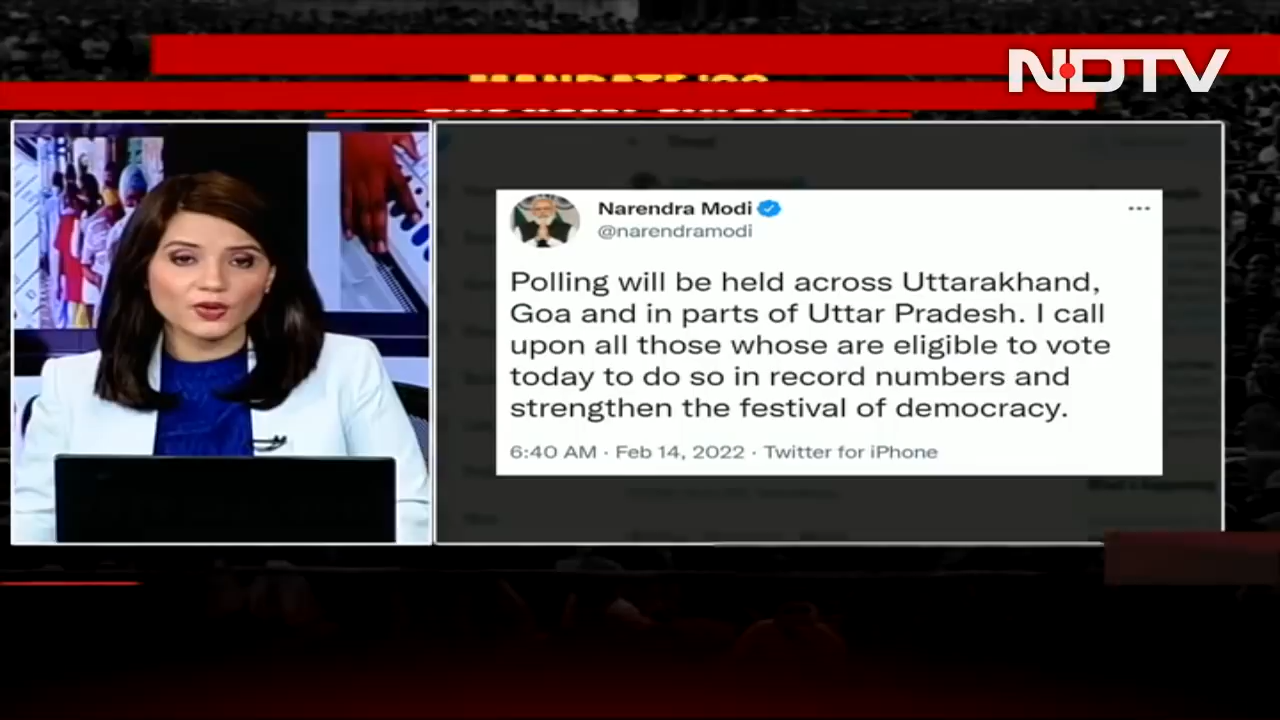 NDTV
Narendra Modi
@narendramodi
Polling will be held across Uttarakhand,
Goa and in parts of Uttar Pradesh. I call
upon all those whose are eligible to vote
today to do so in record numbers and
strengthen the festival of democracy.
6:40 AM · Feb 14, 2022 · Twitter for iPhone